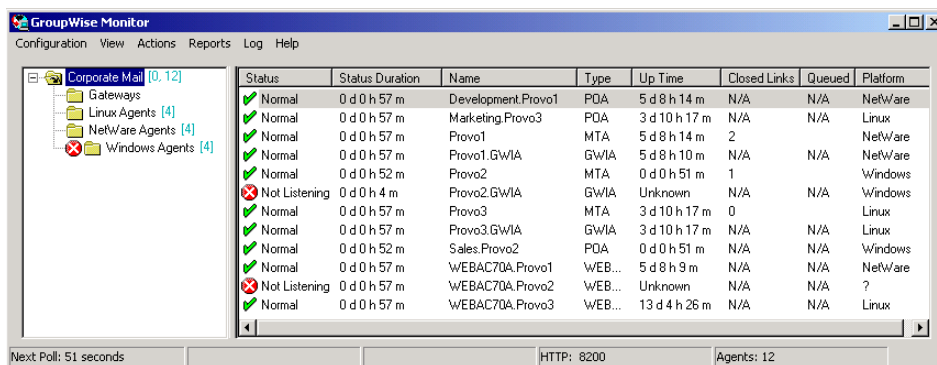 GroupWise Monitor
Configuration View Actions Reports Log Help
Corporate Mail [0, 12]
Gateways
Linux Agents [4]
NetWare Agents [4]
Windows Agents [4]
Status Status Duration Name Type Up Time Closed Links Queued Platform
Normal 0 d 0 h 57 m Development.Provo1 POA 5 d 8 h 14 m N/A N/A NetWare
Normal 0 d 0 h 57 m Marketing.Provo3 POA 3 d 10 h 17 m N/A N/A Linux
Normal 0 d 0 h 57 m Provo1 MTA 5 d 8 h 14 m 2 NetWare
Normal 0 d 0 h 57 m Provo1.GWIA GWIA 5 d 8 h 10 m N/A N/A NetWare
Normal 0 d 0 h 52 m Provo2 MTA 0 d 0 h 51 m 1 Windows
Not Listening 0 d 0 h 4 m Provo2.GWIA GWIA Unknown N/A N/A Windows
Normal 0 d 0 h 57 m Provo3 MTA 3 d 10 h 17 m 0 Linux
Normal 0 d 0 h 57 m Provo3.GWIA GWIA 3 d 10 h 17 m N/A N/A Linux
Normal 0 d 0 h 52 m Sales.Provo2 POA 0 d 0 h 51 m N/A N/A Windows
Normal 0 d 0 h 57 m WEBAC70A.Provo1 WEB... 5 d 8 h 9 m N/A N/A NetWare
Not Listening 0 d 0 h 57 m WEBAC70A.Provo2 WEB... Unknown N/A N/A ?
Normal 0 d 0 h 57 m WEBAC70A.Provo3 WEB... 13 d 4 h 26 m N/A N/A Linux
Next Poll: 51 seconds HTTP: 8200 Agents: 12